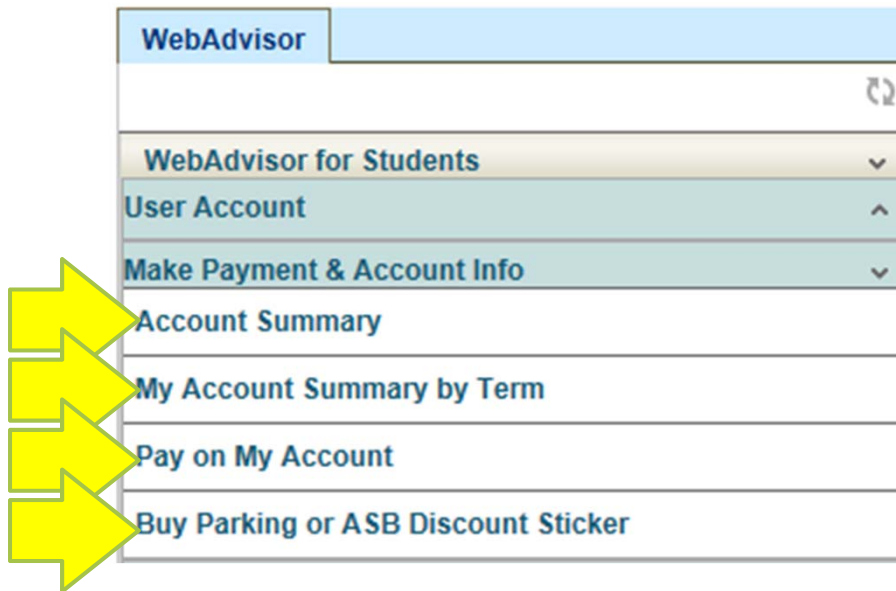 WebAdvisor
WebAdvisor for Students
User Account
Make Payment & Account Info
Account Summary
My Account Summary by Term
Pay on My Account
Buy Parking or ASB Discount Sticker